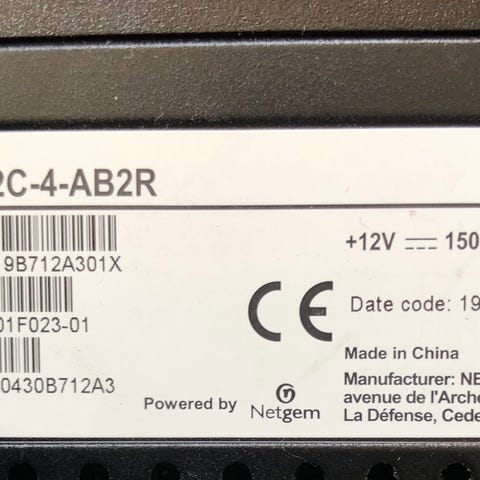 2C-4-AB2R
+12V ⎓ 150
9B712A301X
01F023-01
CE
Date code: 19
Made in China
0430B712A3
Powered by
Netgem
Manufacturer: NE
avenue de l'Arche
La Défense, Cede